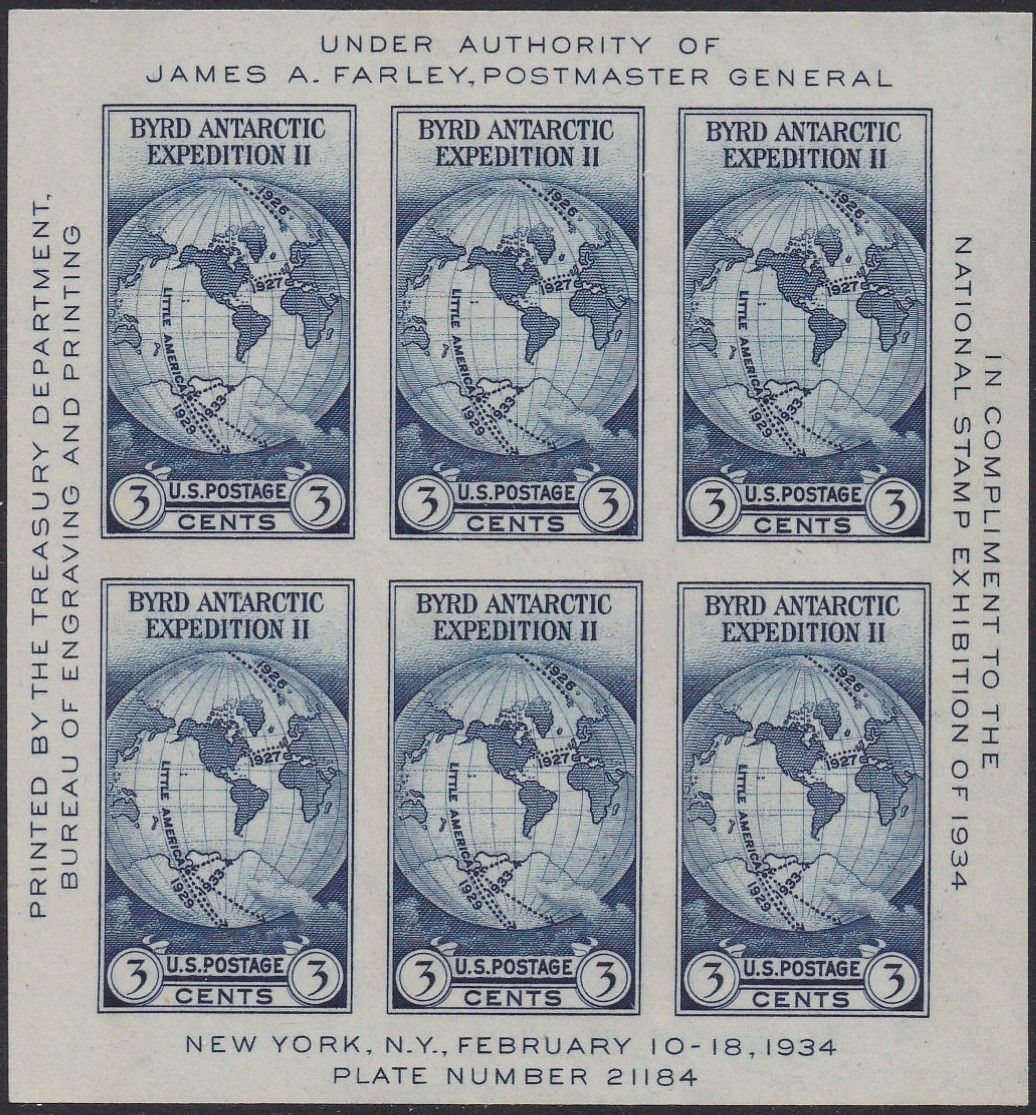 UNDER AUTHORITY OF
JAMES A. FARLEY, POSTMASTER GENERAL
PRINTED BY THE TREASURY DEPARTMENT,
BUREAU OF ENGRAVING AND PRINTING
BYRD ANTARCTIC
EXPEDITION II
1926
1927
LITTLE AMERICA
1929
1933
3 U.S. POSTAGE 3
CENTS
BYRD ANTARCTIC
EXPEDITION II
1926
1927
LITTLE AMERICA
1929
1933
3 U.S. POSTAGE 3
CENTS
BYRD ANTARCTIC
EXPEDITION II
1926
1927
LITTLE AMERICA
1929
1933
3 U.S. POSTAGE 3
CENTS
BYRD ANTARCTIC
EXPEDITION II
1926
1927
LITTLE AMERICA
1929
1933
3 U.S. POSTAGE 3
CENTS
BYRD ANTARCTIC
EXPEDITION II
1926
1927
LITTLE AMERICA
1929
1933
3 U.S. POSTAGE 3
CENTS
BYRD ANTARCTIC
EXPEDITION II
1926
1927
LITTLE AMERICA
1929
1933
3 U.S. POSTAGE 3
CENTS
IN COMPLIMENT TO THE
NATIONAL STAMP EXHIBITION OF 1934
NEW YORK, N.Y., FEBRUARY 10-18, 1934
PLATE NUMBER 21184